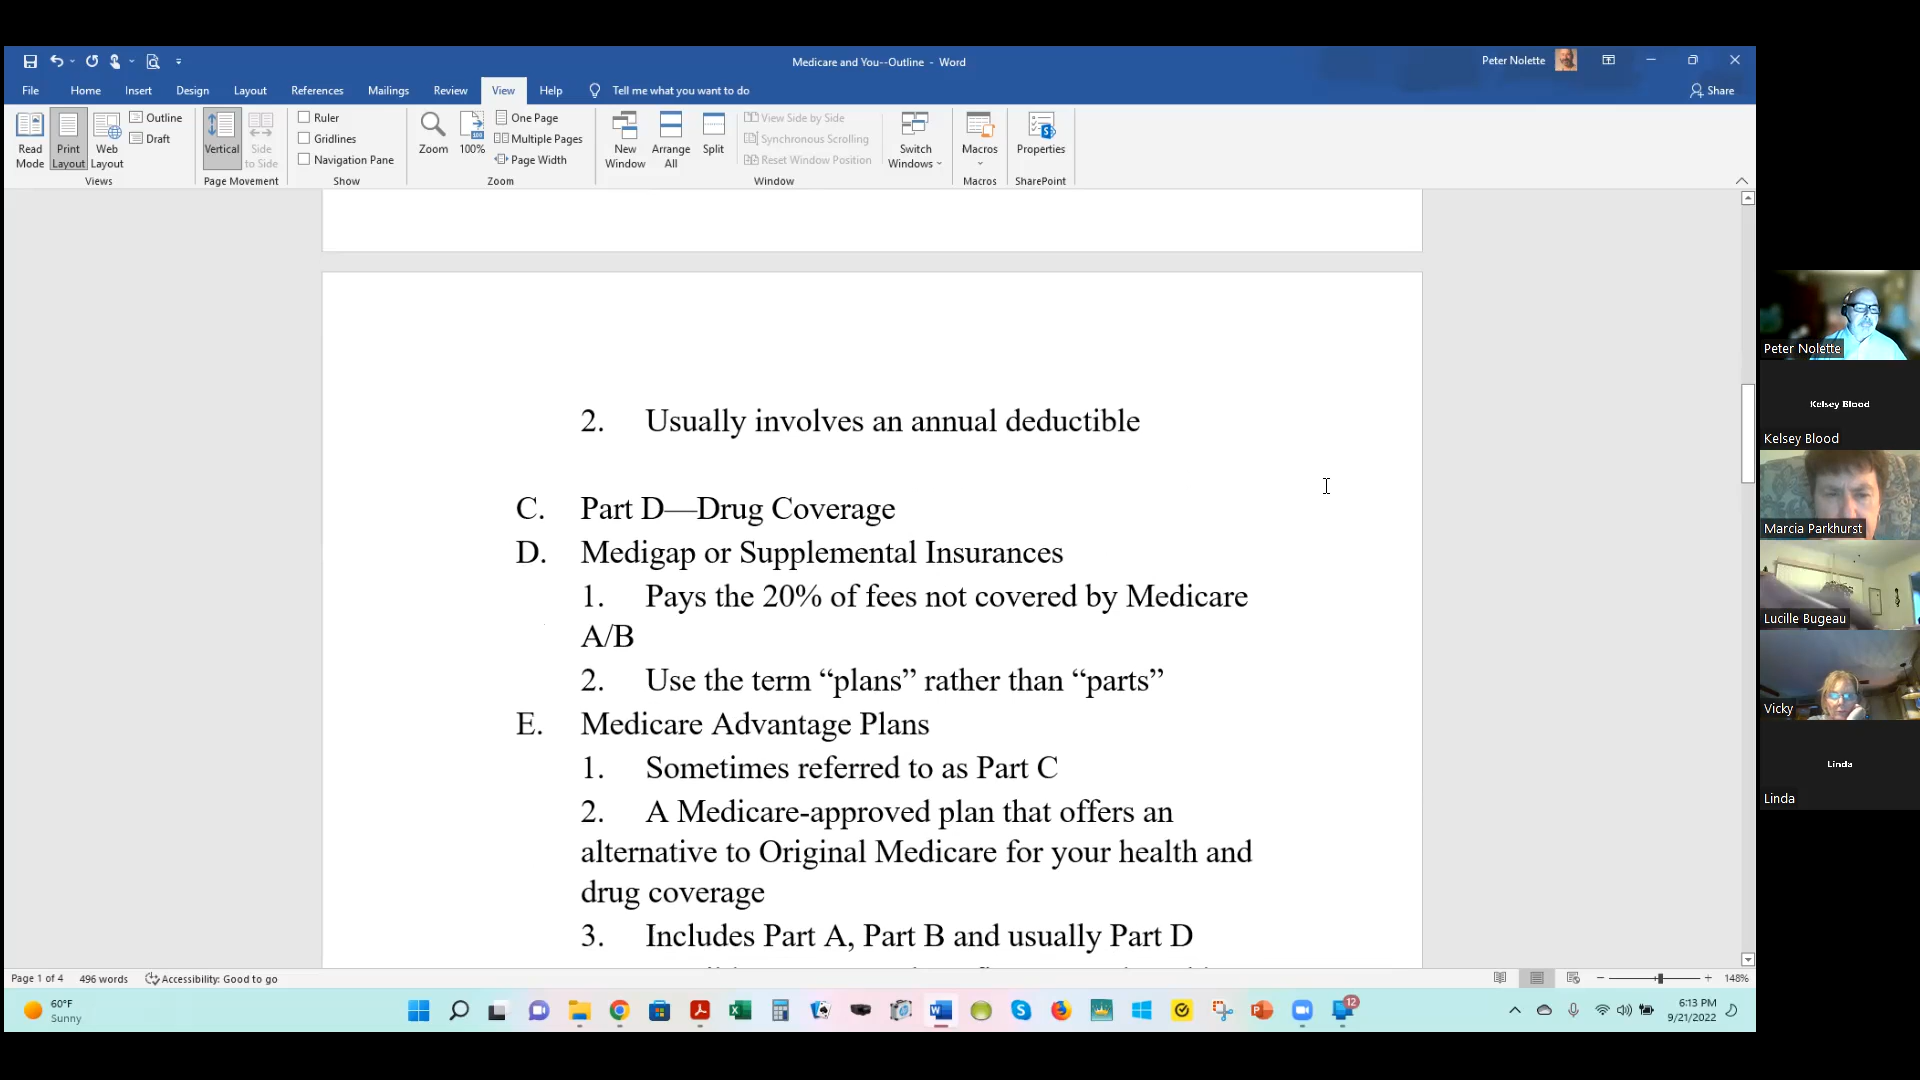 Medicare and You--Outline - Word
Peter Nolette
File Home Insert Design Layout References Mailings Review View Help Tell me what you want to do
Share
Read Mode
Print Layout
Web Layout
Outline
Draft
Views
Vertical
Side to Side
Page Movement
Ruler
Gridlines
Navigation Pane
Show
Zoom
100%
One Page
Multiple Pages
Page Width
Zoom
New Window
Arrange All
Split
View Side by Side
Synchronous Scrolling
Reset Window Position
Window
Switch Windows
Macros
Macros
Properties
SharePoint
2. Usually involves an annual deductible
C. Part D—Drug Coverage
D. Medigap or Supplemental Insurances
1. Pays the 20% of fees not covered by Medicare
A/B
2. Use the term “plans” rather than “parts”
E. Medicare Advantage Plans
1. Sometimes referred to as Part C
2. A Medicare-approved plan that offers an
alternative to Original Medicare for your health and
drug coverage
3. Includes Part A, Part B and usually Part D
Page 1 of 4 496 words Accessibility: Good to go
148%
60°F
Sunny
12
6:13 PM
9/21/2022
Peter Nolette
Kelsey Blood
Kelsey Blood
Marcia Parkhurst
Lucille Bugeau
Vicky
Linda
Linda